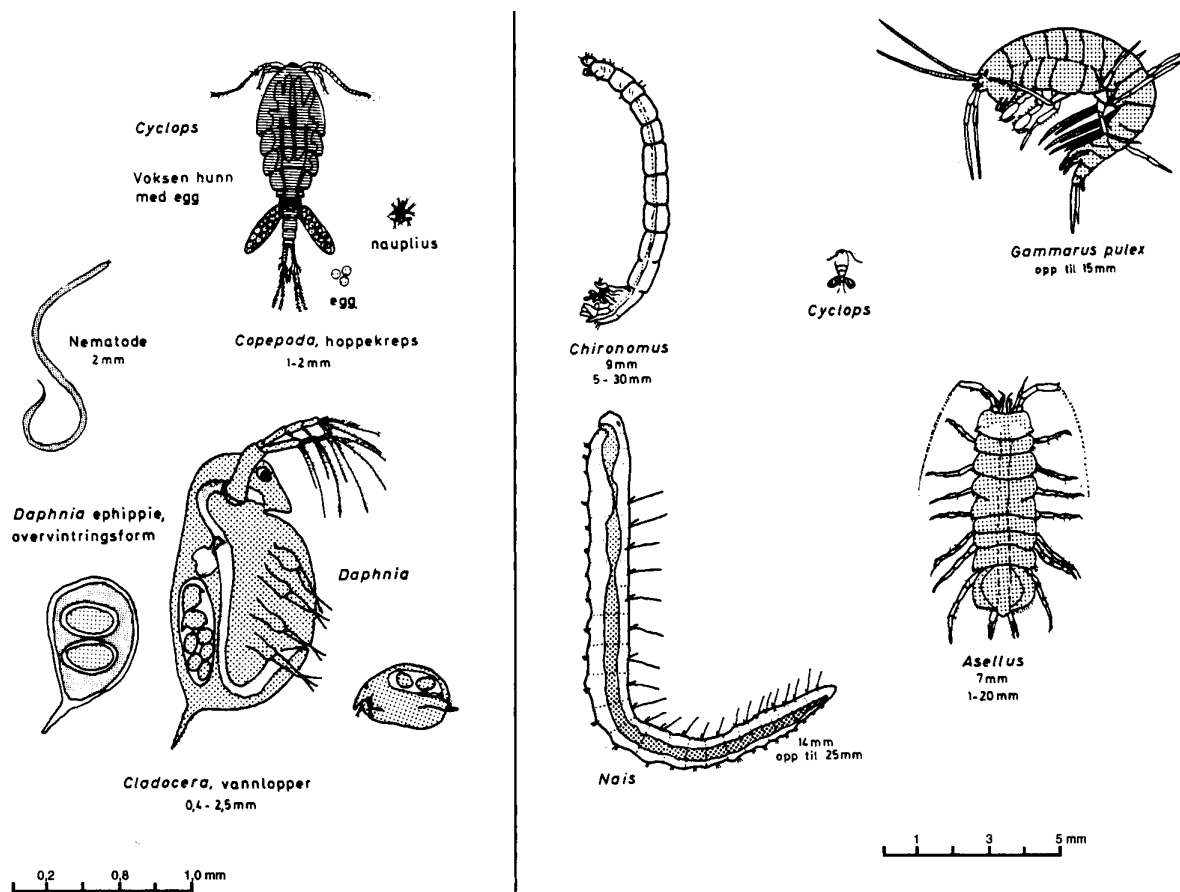 Cyclops
Voksen hunn
med egg
nauplius
egg
Nematode
2mm
Copepoda, hoppekreps
1-2mm
Daphnia ephippie,
overvintringsform
Daphnia
Cladocera, vannlopper
0,4-2,5mm
0,2 0,8 1,0mm
Gammarus pulex
opp til 15mm
Cyclops
Chironomus
9mm
5-30mm
Asellus
7mm
1-20mm
14mm
opp til 25mm
Nais
1 3 5 mm